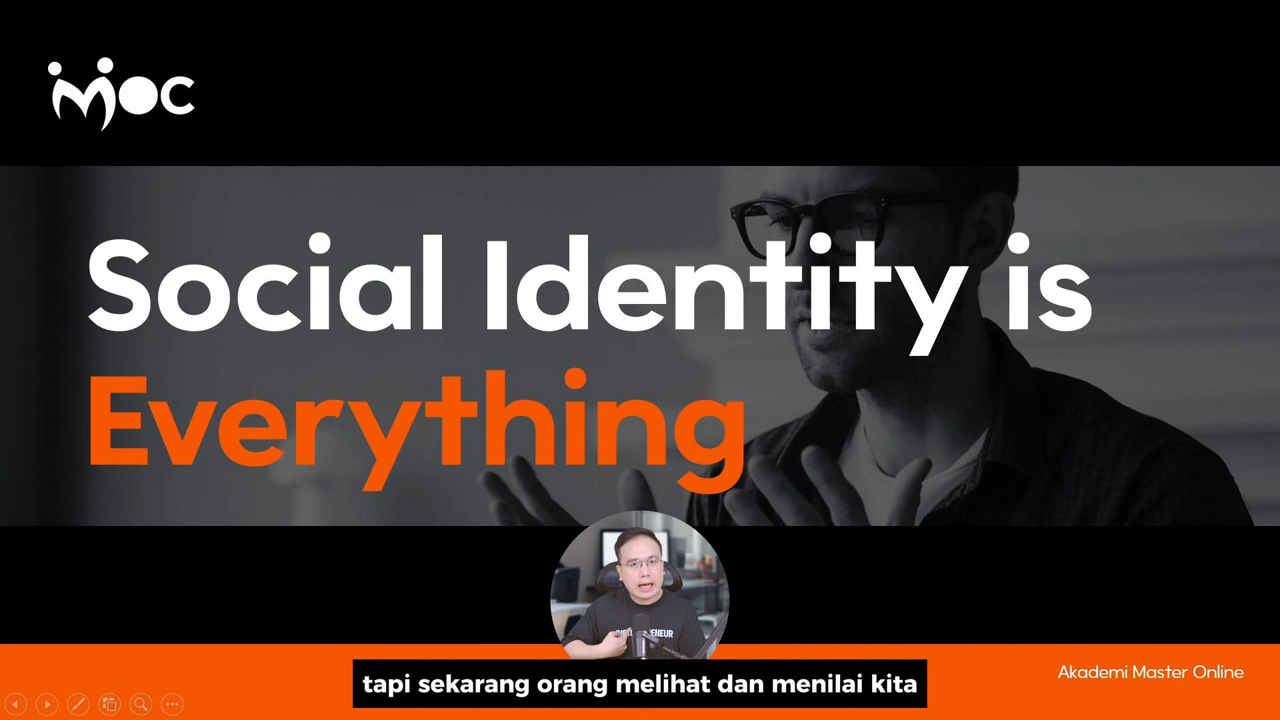 MOC
Social Identity is
Everything
tapi sekarang orang melihat dan menilai kita
Akademi Master Online